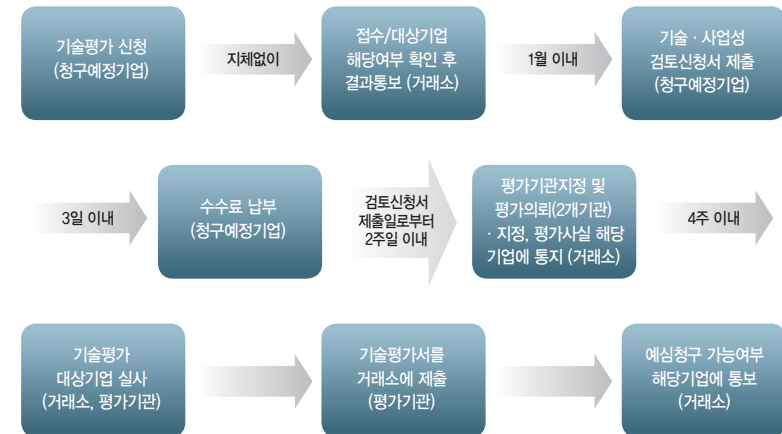 기술평가 신청
(청구예정기업)
지체없이
접수/대상기업
해당여부 확인 후
결과통보 (거래소)
1월 이내
기술 · 사업성
검토신청서 제출
(청구예정기업)
3일 이내
수수료 납부
(청구예정기업)
검토신청서
제출일로부터
2주일 이내
평가기관지정 및
평가의뢰(2개기관)
· 지정, 평가사실 해당
기업에 통지 (거래소)
4주 이내
기술평가
대상기업 실사
(거래소, 평가기관)
기술평가서를
거래소에 제출
(평가기관)
예심청구 가능여부
해당기업에 통보
(거래소)